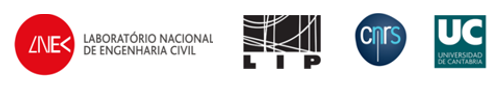 LNEC
LABORATÓRIO NACIONAL
DE ENGENHARIA CIVIL
LIP
cnrs
UC
UNIVERSIDAD
DE CANTABRIA